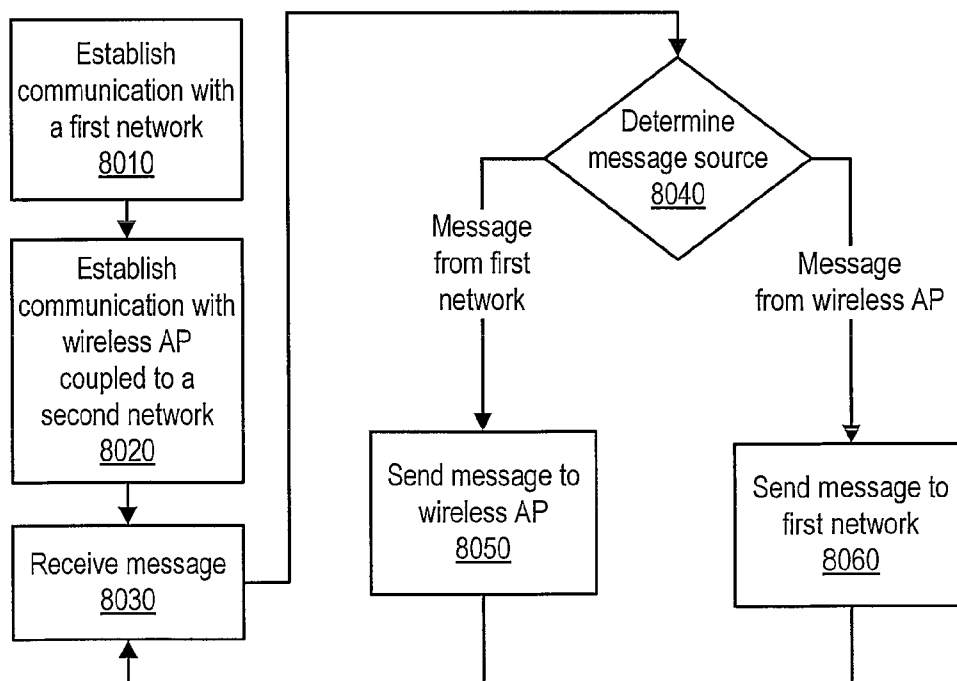 Establish
communication with
a first network
8010
Establish
communication with
wireless AP
coupled to a
second network
8020
Receive message
8030
Determine
message source
8040
Message
from first
network
Message
from wireless AP
Send message to
wireless AP
8050
Send message to
first network
8060